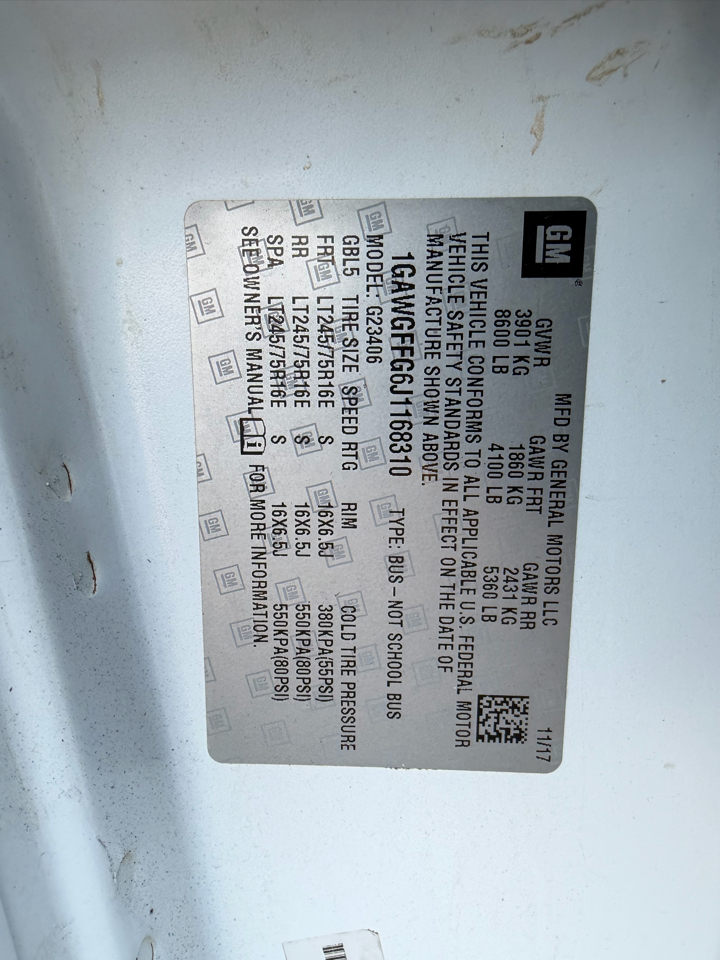 GM
®
MFD BY GENERAL MOTORS LLC 11/17
GVWR GAWR FRT GAWR RR
3901 KG 1860 KG 2431 KG
8600 LB 4100 LB 5360 LB
THIS VEHICLE CONFORMS TO ALL APPLICABLE U.S. FEDERAL MOTOR
VEHICLE SAFETY STANDARDS IN EFFECT ON THE DATE OF
MANUFACTURE SHOWN ABOVE.
1GAWGFFG6J1168310 TYPE: BUS – NOT SCHOOL BUS
MODEL: G23406
GBL5 TIRE SIZE SPEED RTG RIM COLD TIRE PRESSURE
FRT LT245/75R16E S 16X6.5J 380KPA(55PSI)
RR LT245/75R16E S 16X6.5J 550KPA(80PSI)
SPA LT245/75R16E S 16X6.5J 550KPA(80PSI)
SEE OWNER'S MANUAL i FOR MORE INFORMATION.